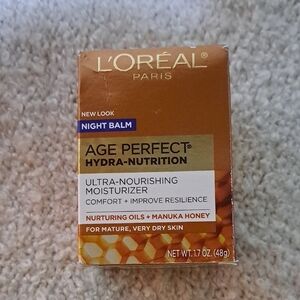 L'ORÉAL®
PARIS
NEW LOOK
NIGHT BALM
AGE PERFECT®
HYDRA-NUTRITION
ULTRA-NOURISHING
MOISTURIZER
COMFORT + IMPROVE RESILIENCE
NURTURING OILS + MANUKA HONEY
FOR MATURE, VERY DRY SKIN
NET WT. 1.7 OZ. (48g)